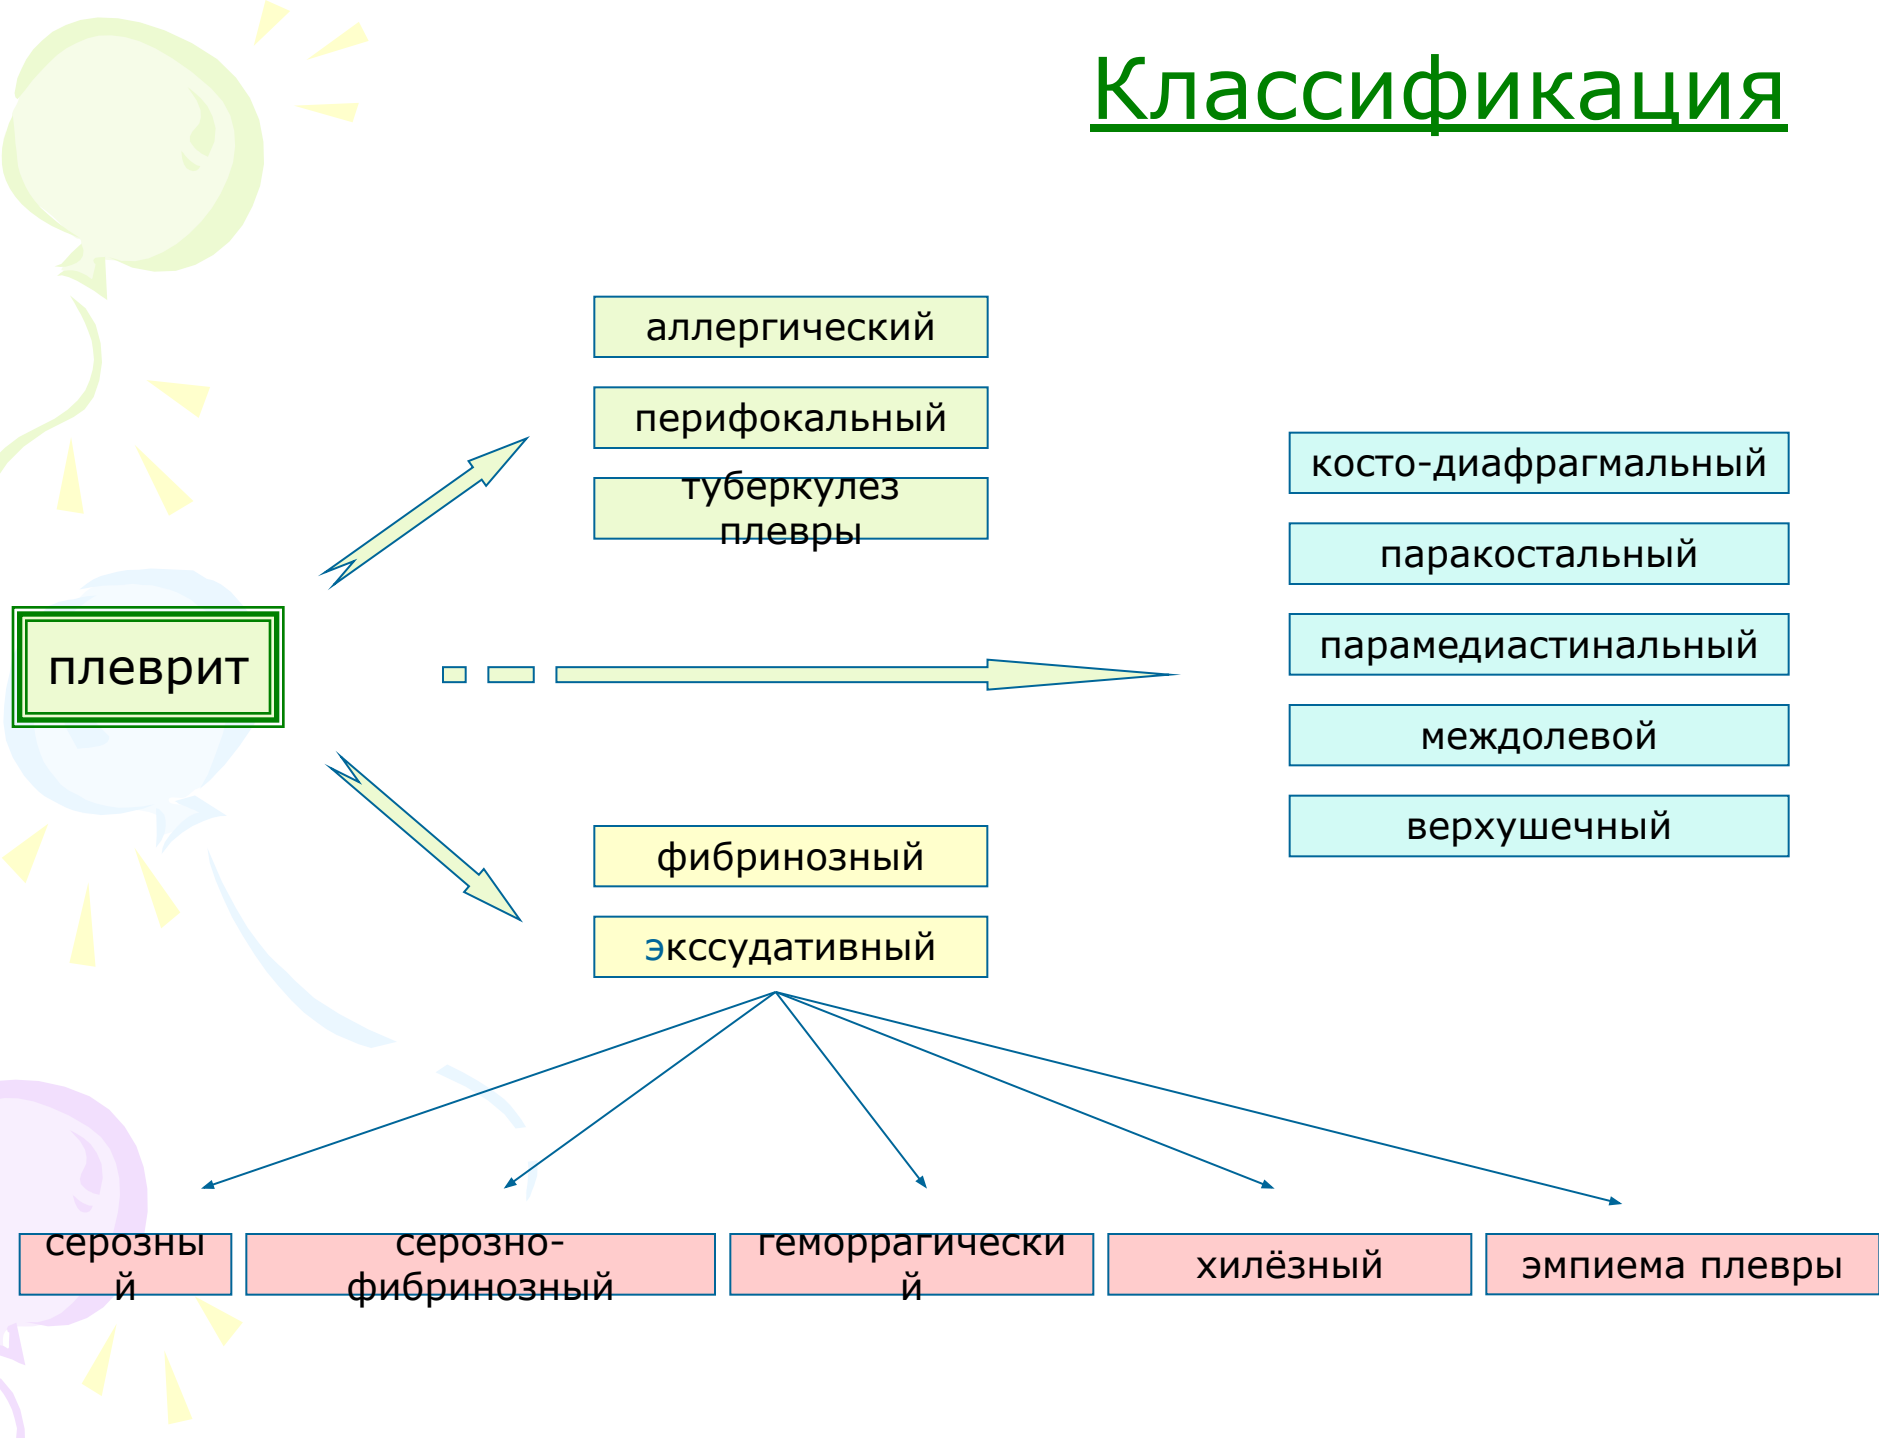 Классификация
аллергический
перифокальный
туберкулез
плевры
косто-диафрагмальный
паракостальный
парамедиастинальный
междолевой
верхушечный
плеврит
фибринозный
экссудативный
серозны
й
серозно-
фибринозный
геморрагически
й
хилёзный
эмпиема плевры